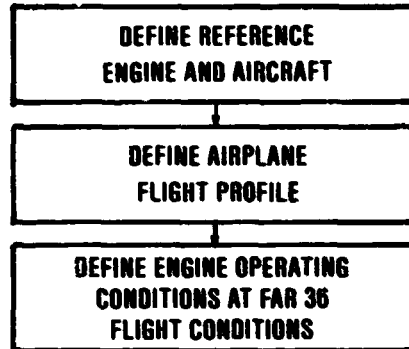 DEFINE REFERENCE
ENGINE AND AIRCRAFT
DEFINE AIRPLANE
FLIGHT PROFILE
DEFINE ENGINE OPERATING
CONDITIONS AT FAR 36
FLIGHT CONDITIONS